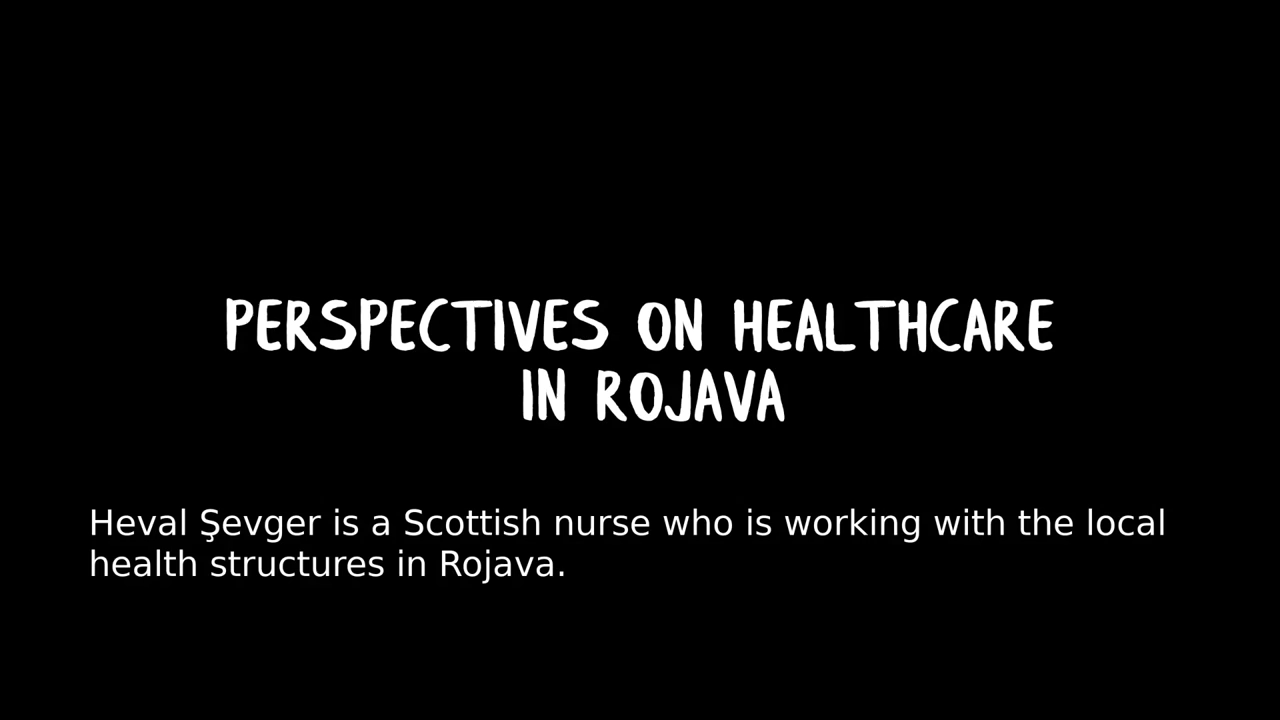 PERSPECTIVES ON HEALTHCARE
IN ROJAVA
Heval Şevger is a Scottish nurse who is working with the local
health structures in Rojava.